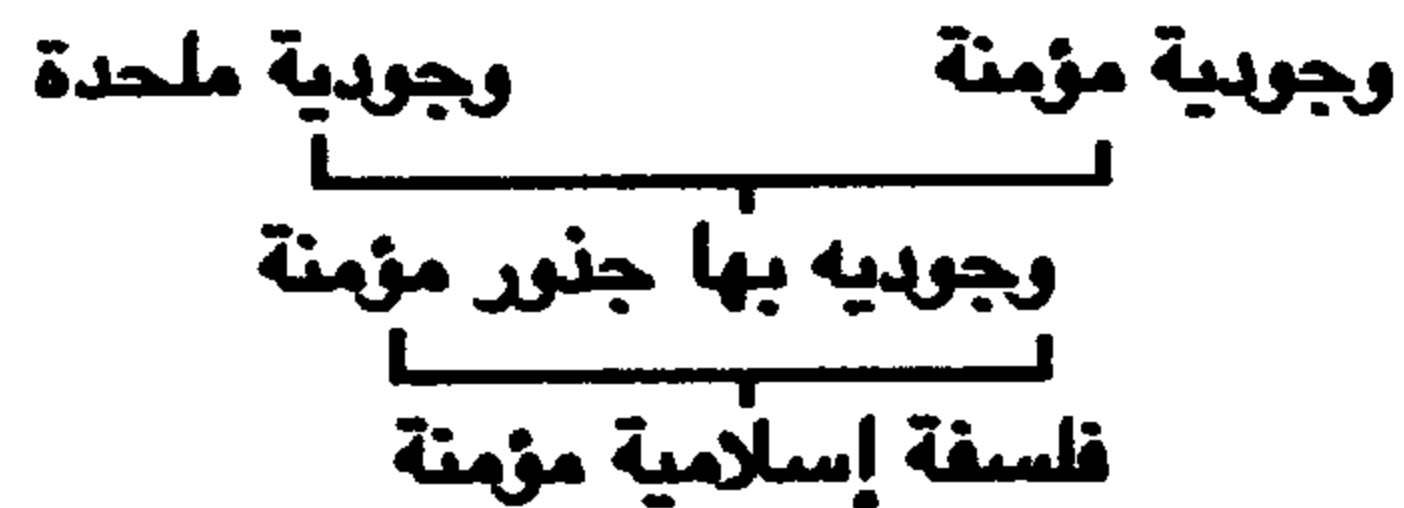 وجودية مؤمنة وجودية ملحدة
وجوديه بها جذور مؤمنة
فلسفة إسلامية مؤمنة